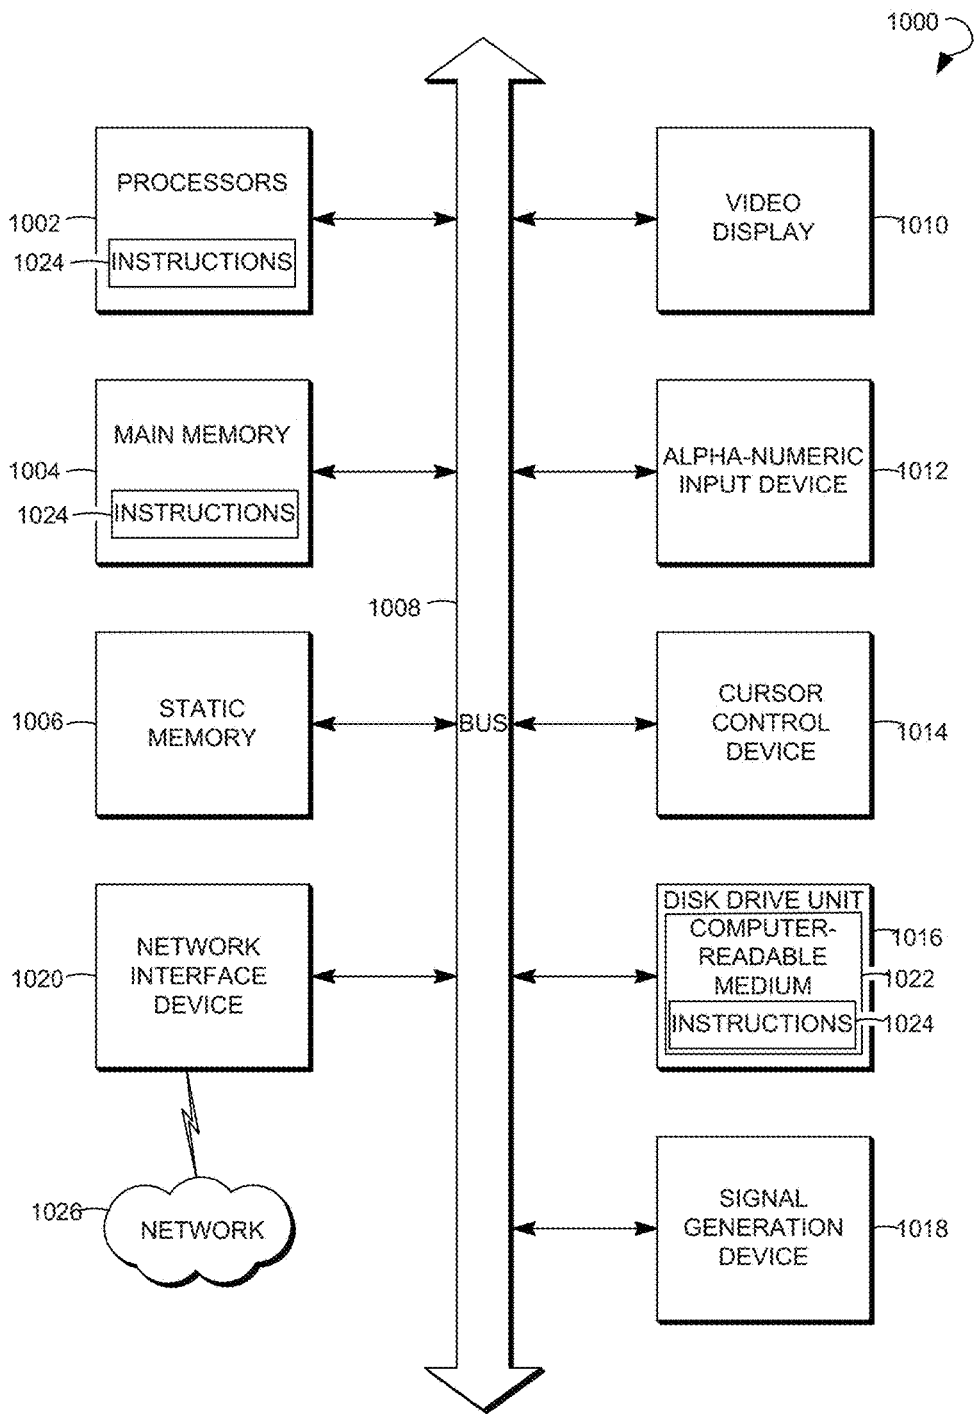 1000
PROCESSORS
1002
1024
INSTRUCTIONS
VIDEO
DISPLAY
1010
MAIN MEMORY
1004
1024
INSTRUCTIONS
ALPHA-NUMERIC
INPUT DEVICE
1012
1008
STATIC
MEMORY
1006
BUS
CURSOR
CONTROL
DEVICE
1014
NETWORK
INTERFACE
DEVICE
1020
DISK DRIVE UNIT
COMPUTER-
READABLE
MEDIUM
INSTRUCTIONS
1016
1022
1024
1026
NETWORK
SIGNAL
GENERATION
DEVICE
1018